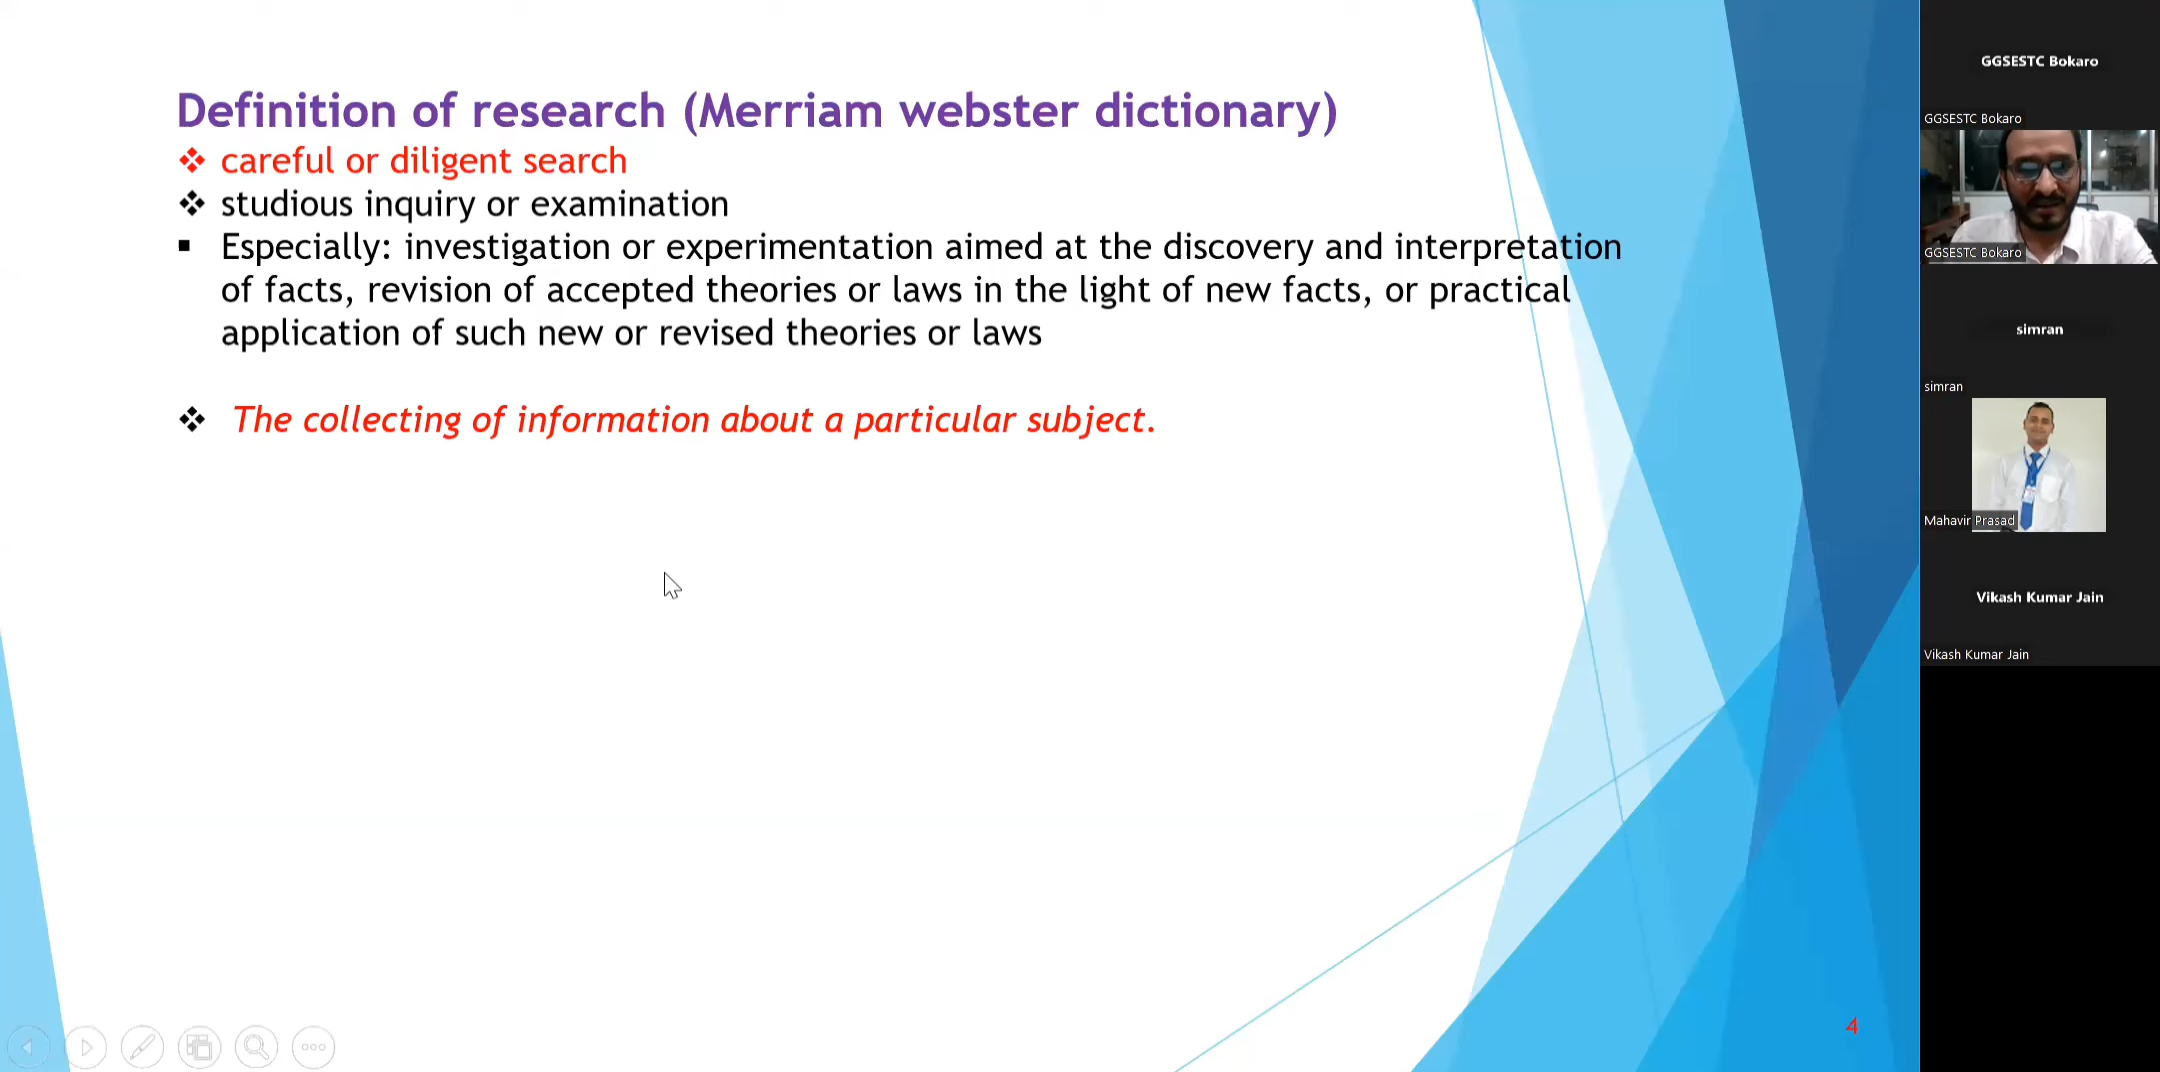 Definition of research (Merriam webster dictionary)
❖ careful or diligent search
❖ studious inquiry or examination
▪ Especially: investigation or experimentation aimed at the discovery and interpretation
of facts, revision of accepted theories or laws in the light of new facts, or practical
application of such new or revised theories or laws
❖ The collecting of information about a particular subject.
4
GGSESTC Bokaro
GGSESTC Bokaro
GGSESTC Bokaro
simran
simran
Mahavir Prasad
Vikash Kumar Jain
Vikash Kumar Jain